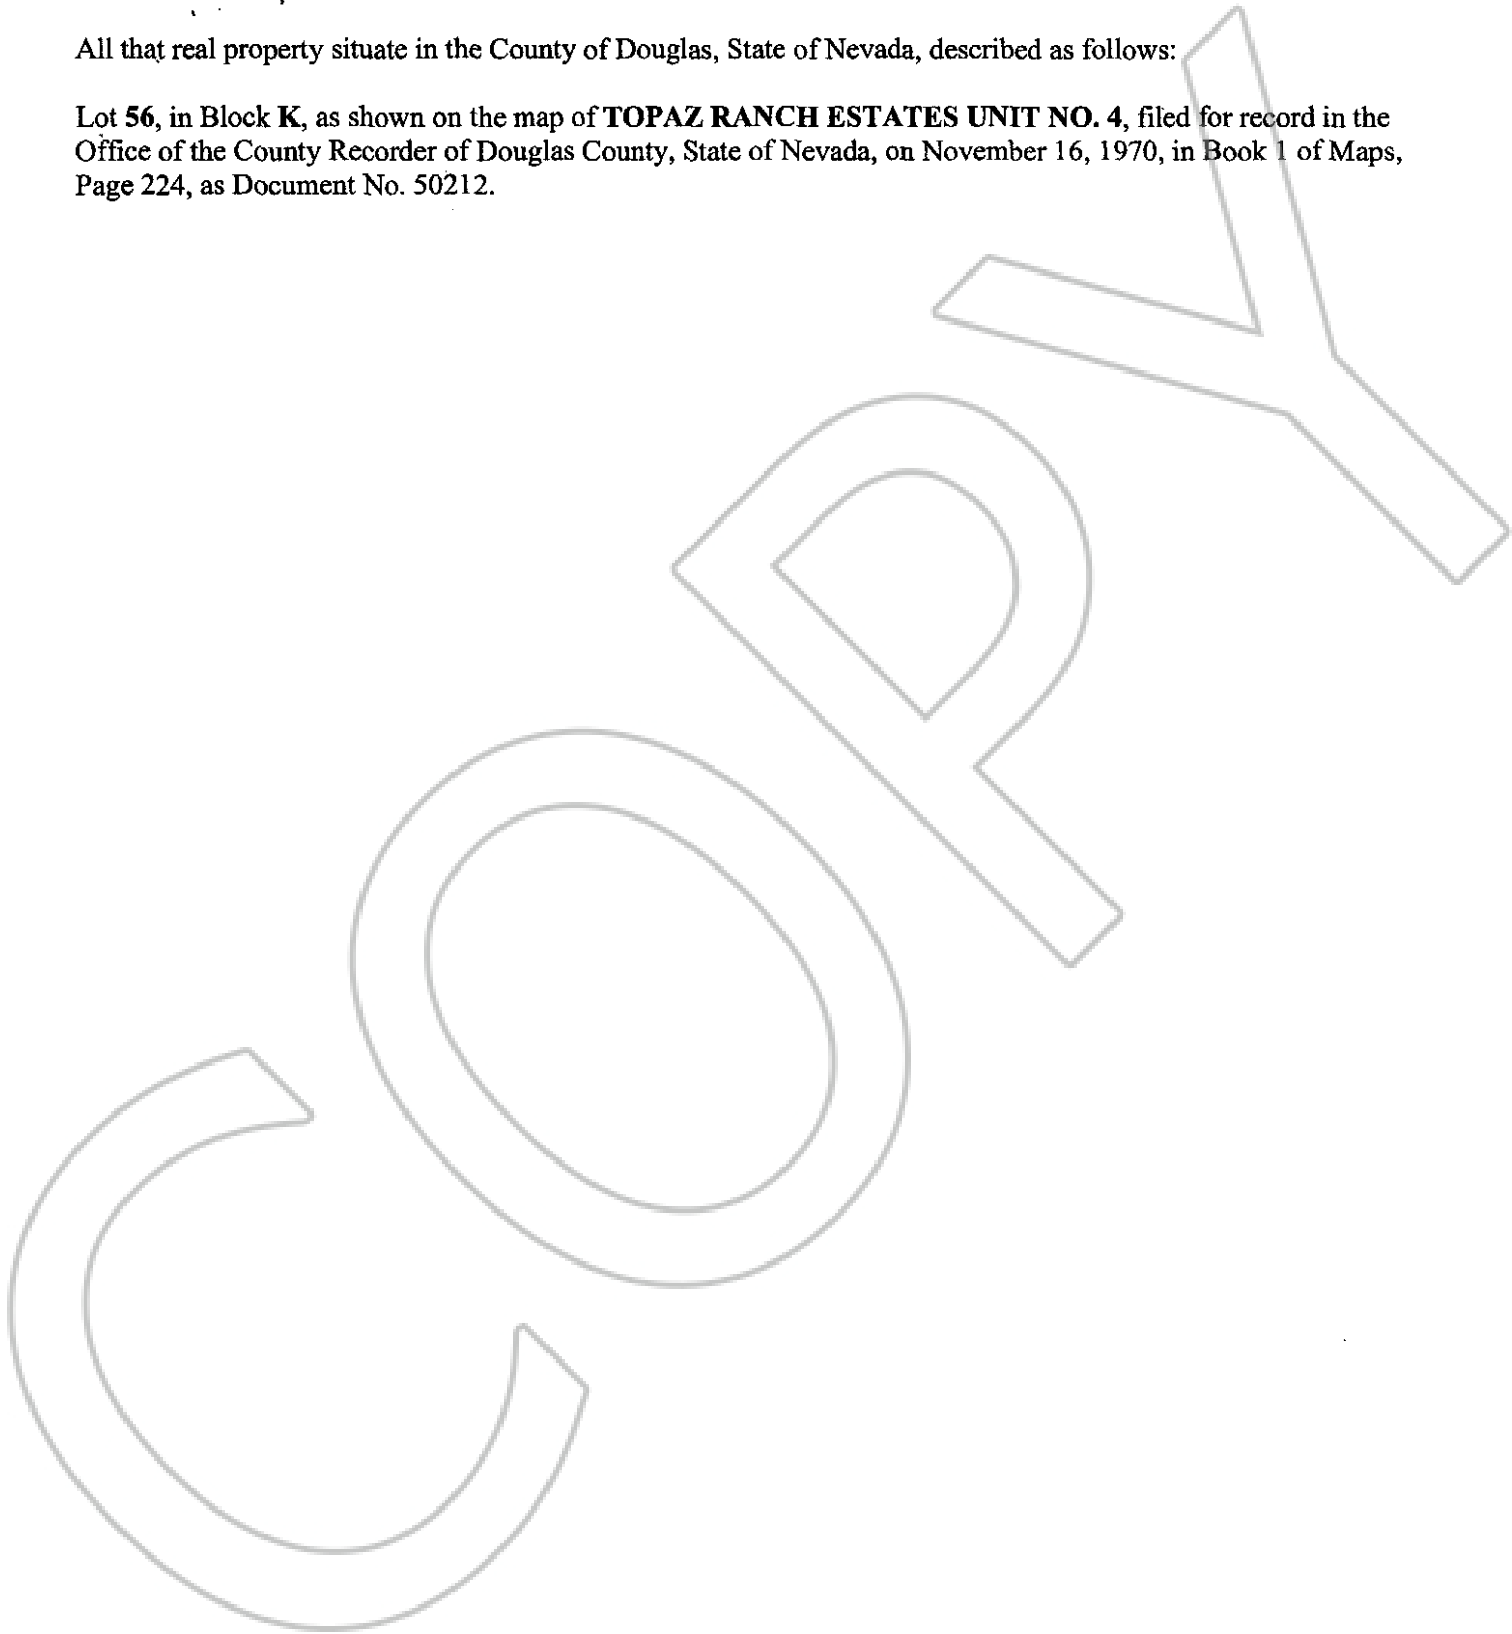 All that real property situate in the County of Douglas, State of Nevada, described as follows:
Lot 56, in Block K, as shown on the map of TOPAZ RANCH ESTATES UNIT NO. 4, filed for record in the
Office of the County Recorder of Douglas County, State of Nevada, on November 16, 1970, in Book 1 of Maps,
Page 224, as Document No. 50212.
COPY